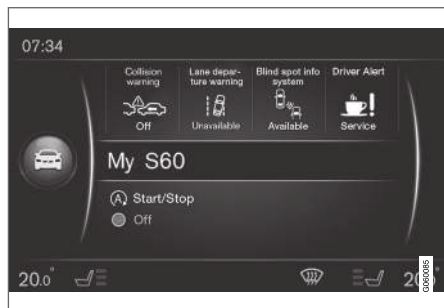 07:34
Collision warning
Lane depar-
ture warning
Blind spot info
system
Driver Alert
Off
Unavailable
Available
Service
My S60
Start/Stop
Off
20.0°
20
G060085